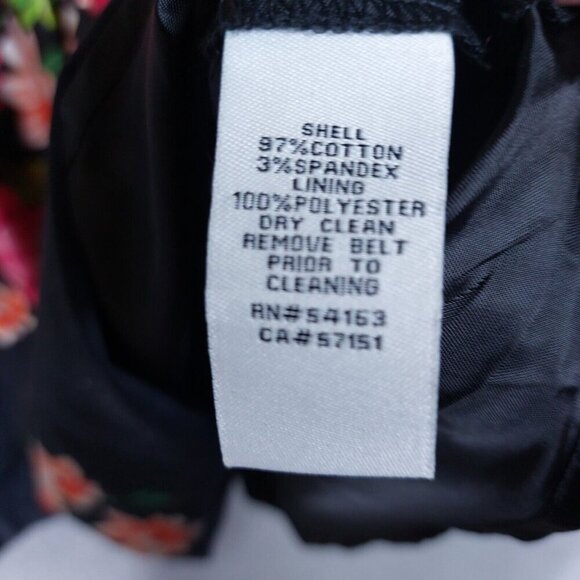 SHELL
97%COTTON
3%SPANDEX
LINING
100%POLYESTER
DRY CLEAN
REMOVE BELT
PRIOR TO
CLEANING
RN#54163
CA#57151